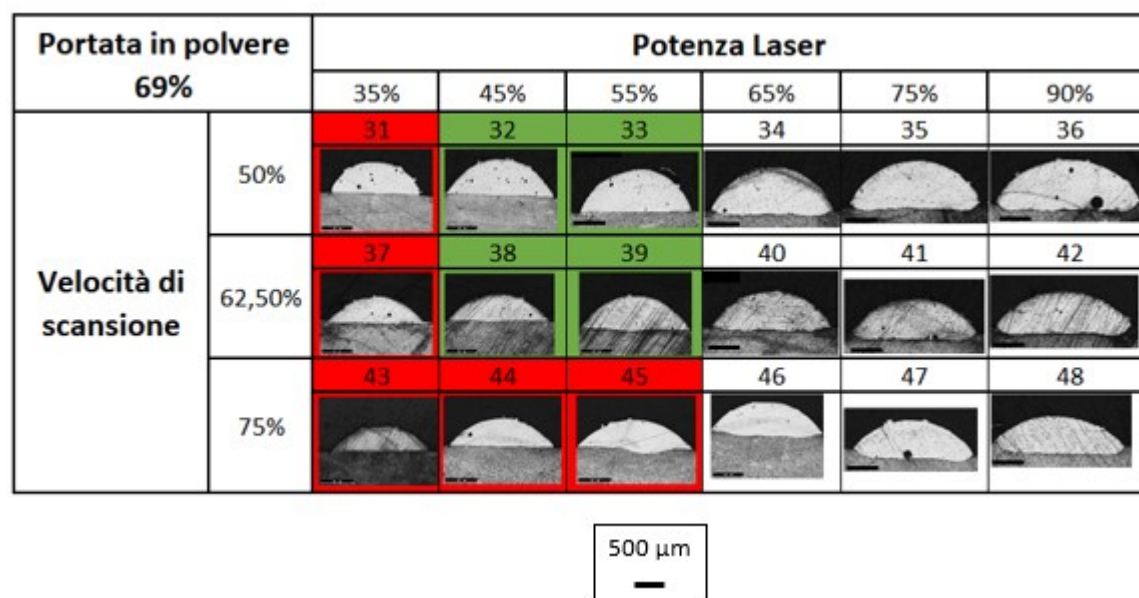 Portata in polvere
69%
Potenza Laser
35% 45% 55% 65% 75% 90%
Velocità di
scansione
50%
31 32 33 34 35 36
62,50%
37 38 39 40 41 42
75%
43 44 45 46 47 48
500 µm